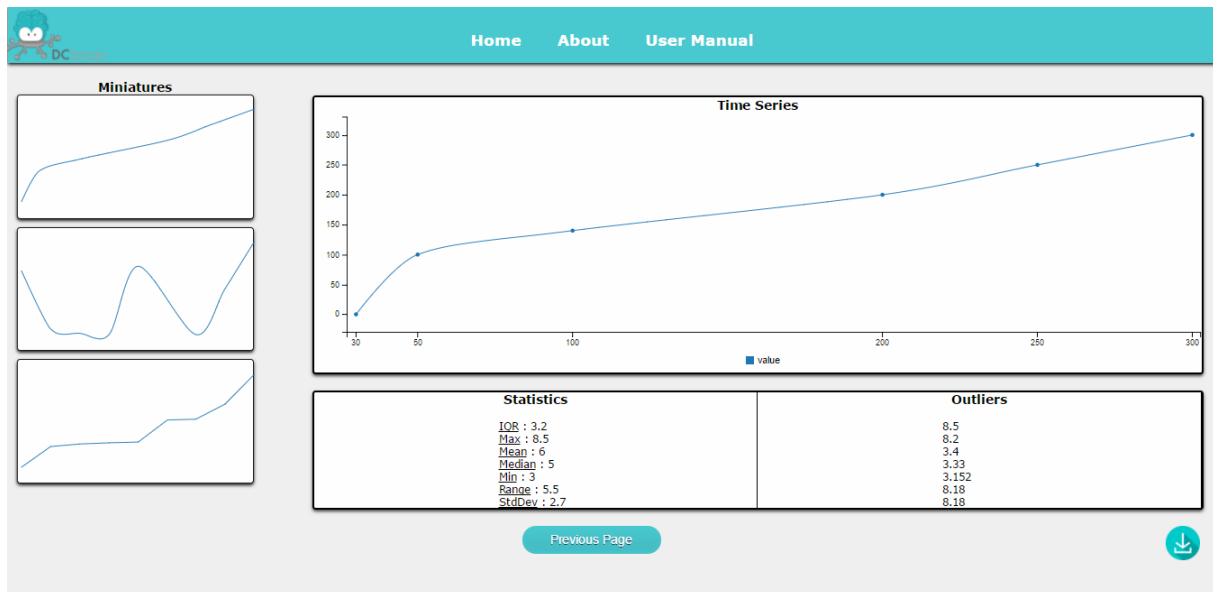 DC
Home About User Manual
Miniatures
Time Series
300
250
200
150
100
50
0
30 50 100 200 250 300
value
Statistics
IQR : 3.2
Max : 8.5
Mean : 6
Median : 5
Min : 3
Range : 5.5
StdDev : 2.7
Outliers
8.5
8.2
3.4
3.33
3.152
8.18
8.18
Previous Page